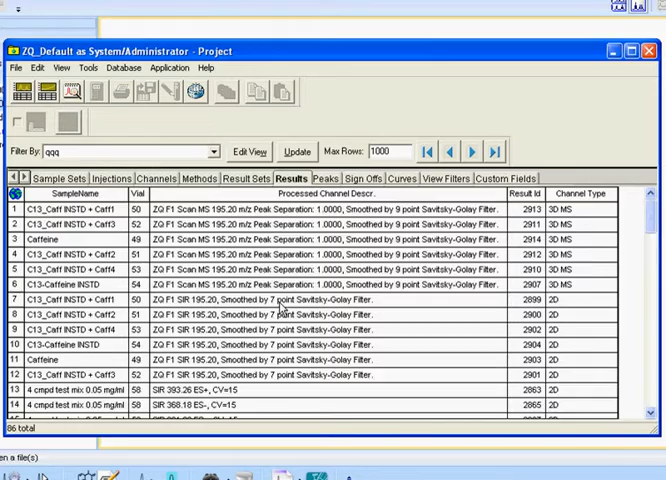 ZQ_Default as System/Administrator - Project
File Edit View Tools Database Application Help
Filter By: qqq Edit View Update Max Rows: 1000
Sample Sets Injections Channels Methods Result Sets Results Peaks Sign Offs Curves View Filters Custom Fields
SampleName Vial Processed Channel Descr. Result Id Channel Type
1 C13_Caff INSTD + Caff1 50 ZQ F1 Scan MS 195.20 m/z Peak Separation: 1.0000, Smoothed by 9 point Savitsky-Golay Filter. 2913 3D MS
2 C13_Caff INSTD + Caff3 52 ZQ F1 Scan MS 195.20 m/z Peak Separation: 1.0000, Smoothed by 9 point Savitsky-Golay Filter. 2911 3D MS
3 Caffeine 49 ZQ F1 Scan MS 195.20 m/z Peak Separation: 1.0000, Smoothed by 9 point Savitsky-Golay Filter. 2914 3D MS
4 C13_Caff INSTD + Caff2 51 ZQ F1 Scan MS 195.20 m/z Peak Separation: 1.0000, Smoothed by 9 point Savitsky-Golay Filter. 2912 3D MS
5 C13_Caff INSTD + Caff4 53 ZQ F1 Scan MS 195.20 m/z Peak Separation: 1.0000, Smoothed by 9 point Savitsky-Golay Filter. 2910 3D MS
6 C13-Caffeine INSTD 54 ZQ F1 Scan MS 195.20 m/z Peak Separation: 1.0000, Smoothed by 9 point Savitsky-Golay Filter. 2907 3D MS
7 C13_Caff INSTD + Caff1 50 ZQ F1 SIR 195.20, Smoothed by 7 point Savitsky-Golay Filter. 2899 2D
8 C13_Caff INSTD + Caff2 51 ZQ F1 SIR 195.20, Smoothed by 7 point Savitsky-Golay Filter. 2900 2D
9 C13_Caff INSTD + Caff4 53 ZQ F1 SIR 195.20, Smoothed by 7 point Savitsky-Golay Filter. 2902 2D
10 C13-Caffeine INSTD 54 ZQ F1 SIR 195.20, Smoothed by 7 point Savitsky-Golay Filter. 2904 2D
11 Caffeine 49 ZQ F1 SIR 195.20, Smoothed by 7 point Savitsky-Golay Filter. 2903 2D
12 C13_Caff INSTD + Caff3 52 ZQ F1 SIR 195.20, Smoothed by 7 point Savitsky-Golay Filter. 2901 2D
13 4 cmpd test mix 0.05 mg/ml 58 SIR 393.26 ES+, CV=15 2863 2D
14 4 cmpd test mix 0.05 mg/ml 58 SIR 368.18 ES-, CV=15 2865 2D
86 total
en a file(s)